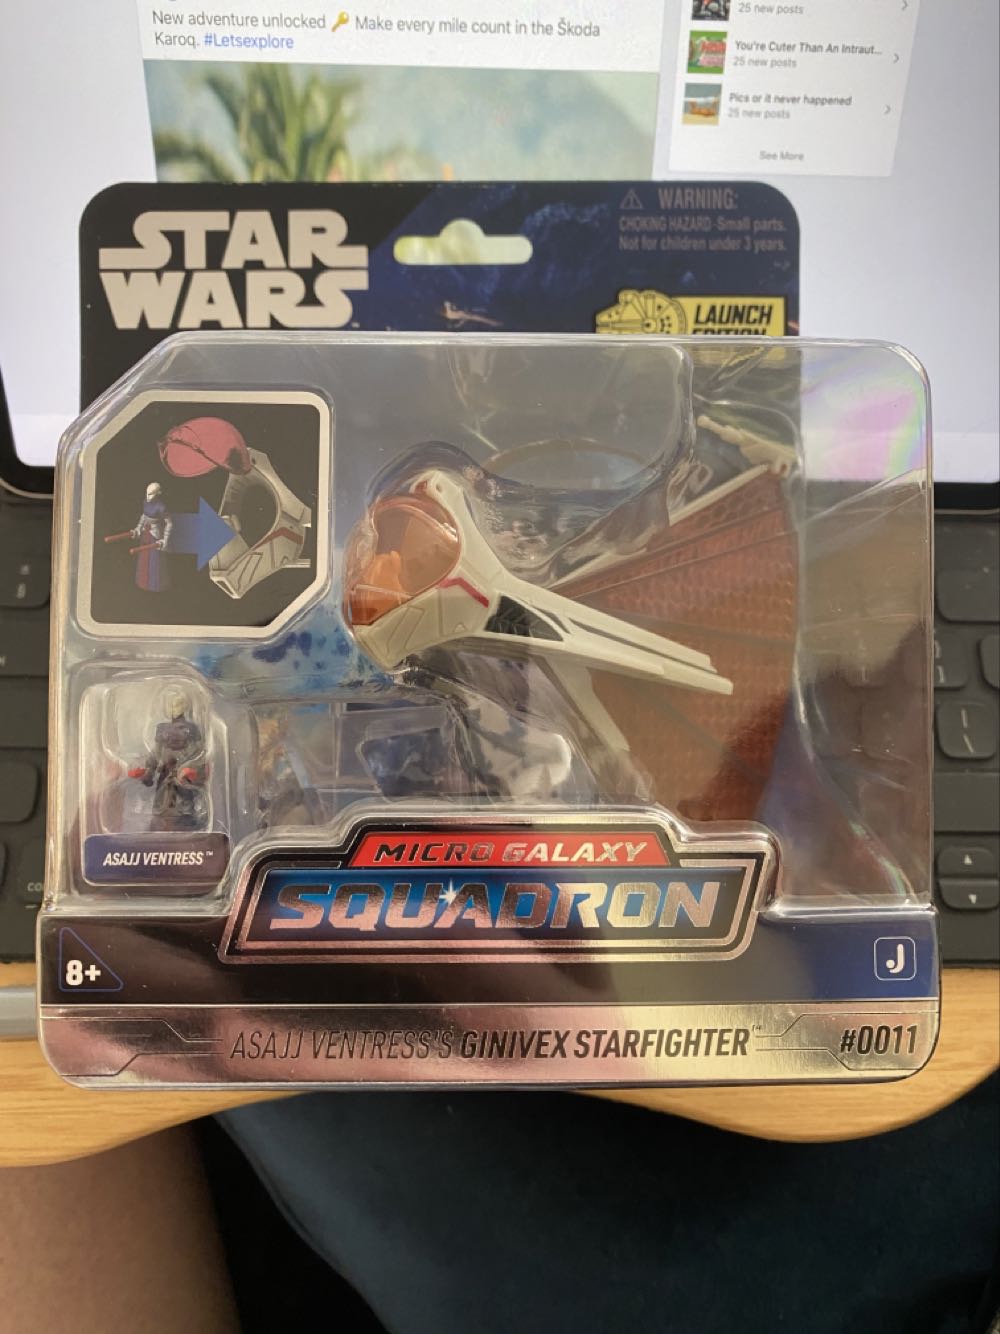 New adventure unlocked 🔑 Make every mile count in the Škoda
Karoq. #Letsexplore
25 new posts
You're Cuter Than An Intraut...
25 new posts
Pics or it never happened
25 new posts
See More
STAR
WARS
WARNING:
CHOKING HAZARD-Small parts.
Not for children under 3 years.
LAUNCH
EDITION
ASAJJ VENTRESS™
MICRO GALAXY
SQUADRON
8+
J
ASAJJ VENTRESS'S GINIVEX STARFIGHTER™
#0011